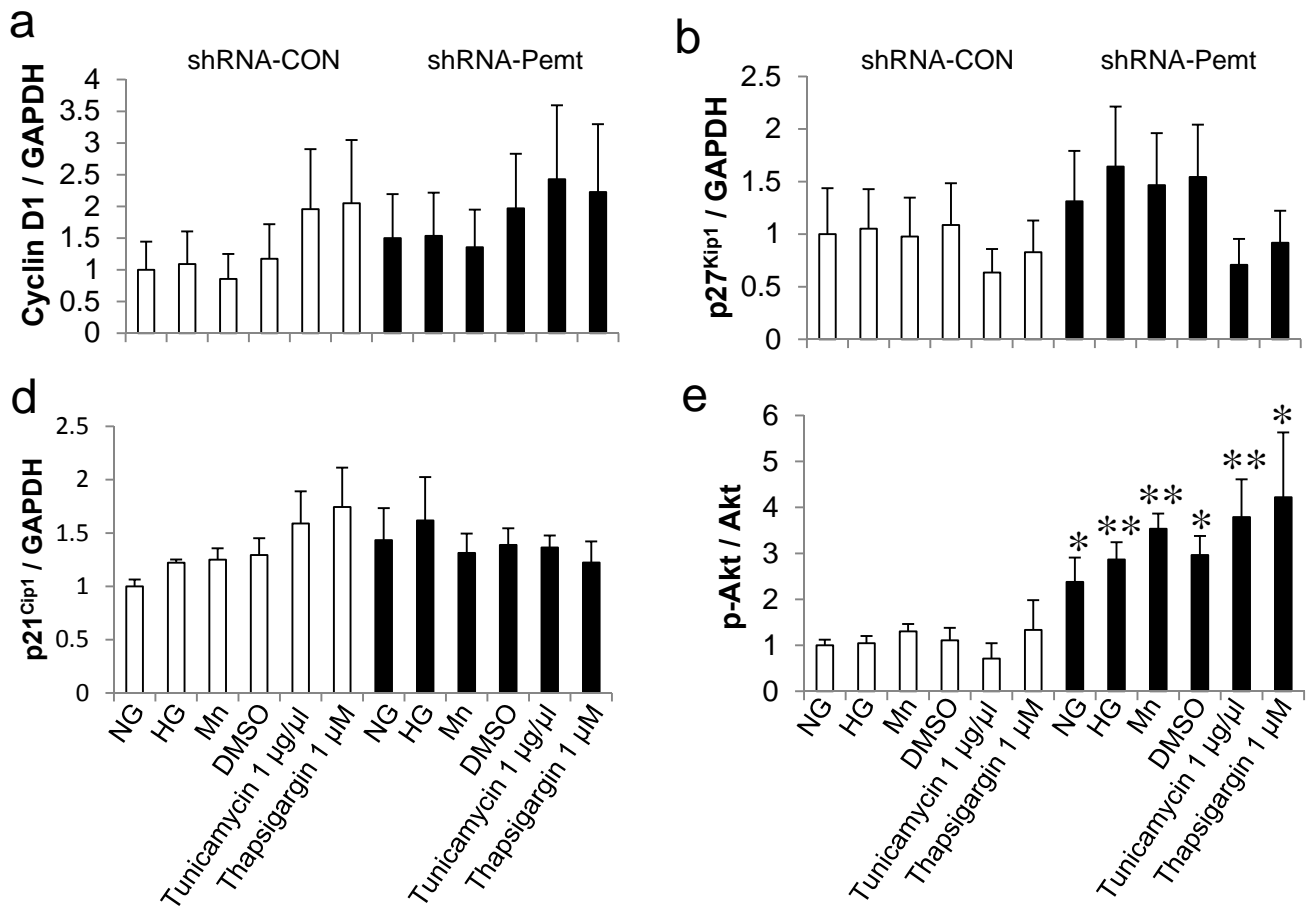 a
shRNA-CON shRNA-Pemt
Cyclin D1 / GAPDH
4
3.5
3
2.5
2
1.5
1
0.5
0
b
shRNA-CON shRNA-Pemt
p27Kip1 / GAPDH
2.5
2
1.5
1
0.5
0
d
p21Cip1 / GAPDH
2.5
2
1.5
1
0.5
0
NG
HG
Mn
DMSO
Tunicamycin 1 µg/µl
Thapsigargin 1 µM
NG
HG
Mn
DMSO
Tunicamycin 1 µg/µl
Thapsigargin 1 µM
e
p-Akt / Akt
6
5
4
3
2
1
0
* ** ** * ** *
NG
HG
Mn
DMSO
Tunicamycin 1 µg/µl
Thapsigargin 1 µM
NG
HG
Mn
DMSO
Tunicamycin 1 µg/µl
Thapsigargin 1 µM